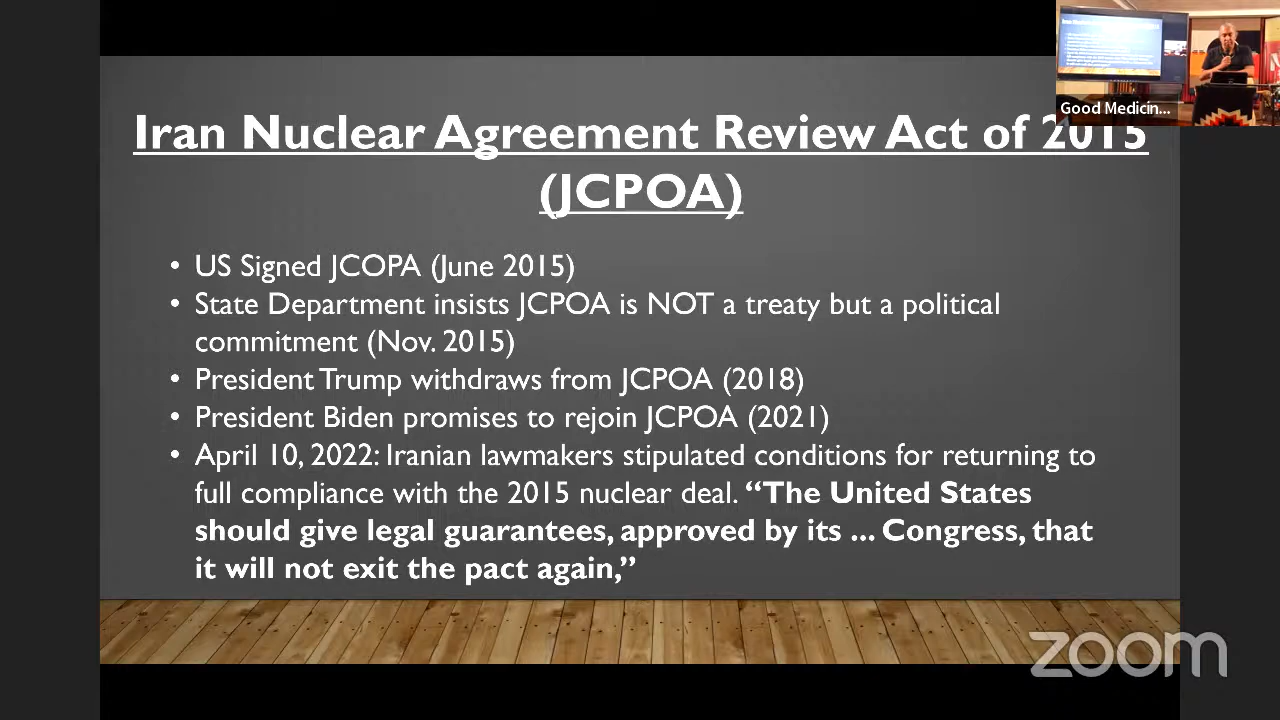 Good Medicin...
Iran Nuclear Agreement Review Act of 2015
(JCPOA)
• US Signed JCOPA (June 2015)
• State Department insists JCPOA is NOT a treaty but a political
commitment (Nov. 2015)
• President Trump withdraws from JCPOA (2018)
• President Biden promises to rejoin JCPOA (2021)
• April 10, 2022: Iranian lawmakers stipulated conditions for returning to
full compliance with the 2015 nuclear deal. “The United States
should give legal guarantees, approved by its ... Congress, that
it will not exit the pact again,”
zoom